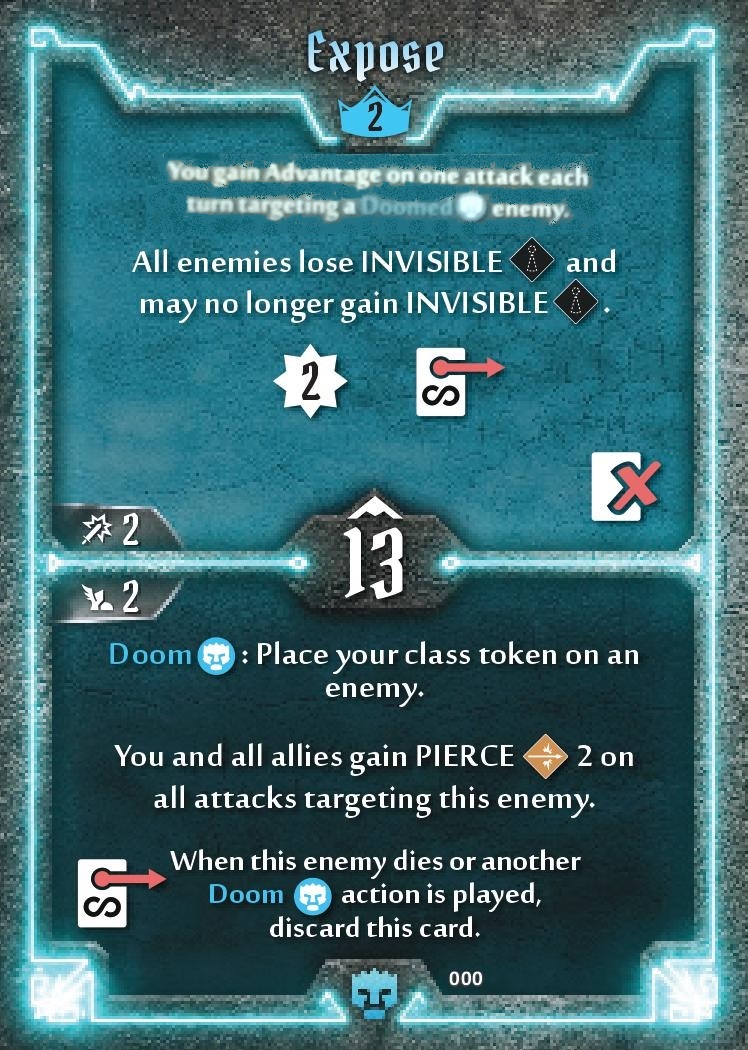 Expose
2
You gain Advantage on one attack each
turn targeting a Doomed enemy.
All enemies lose INVISIBLE and
may no longer gain INVISIBLE .
2
2
13
2
Doom : Place your class token on an
enemy.
You and all allies gain PIERCE 2 on
all attacks targeting this enemy.
When this enemy dies or another
Doom action is played,
discard this card.
000